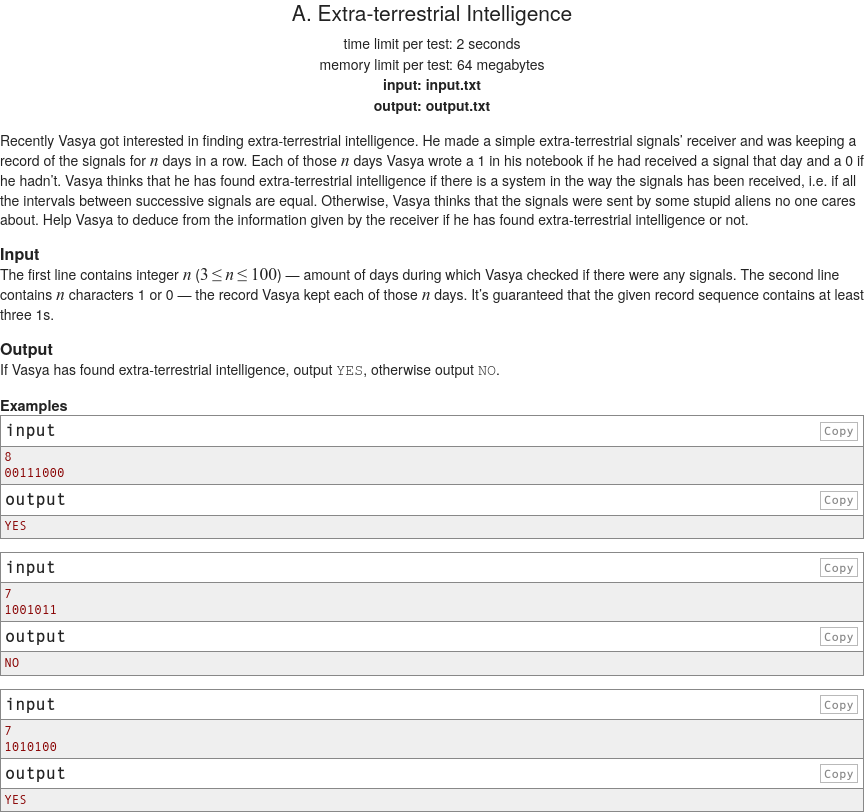 A. Extra-terrestrial Intelligence
time limit per test: 2 seconds
memory limit per test: 64 megabytes
input: input.txt
output: output.txt
Recently Vasya got interested in finding extra-terrestrial intelligence. He made a simple extra-terrestrial signals’ receiver and was keeping a
record of the signals for n days in a row. Each of those n days Vasya wrote a 1 in his notebook if he had received a signal that day and a 0 if
he hadn’t. Vasya thinks that he has found extra-terrestrial intelligence if there is a system in the way the signals has been received, i.e. if all
the intervals between successive signals are equal. Otherwise, Vasya thinks that the signals were sent by some stupid aliens no one cares
about. Help Vasya to deduce from the information given by the receiver if he has found extra-terrestrial intelligence or not.
Input
The first line contains integer n (3 ≤ n ≤ 100) — amount of days during which Vasya checked if there were any signals. The second line
contains n characters 1 or 0 — the record Vasya kept each of those n days. It’s guaranteed that the given record sequence contains at least
three 1s.
Output
If Vasya has found extra-terrestrial intelligence, output YES, otherwise output NO.
Examples
input Copy
8
00111000
output Copy
YES
input Copy
7
1001011
output Copy
NO
input Copy
7
1010100
output Copy
YES